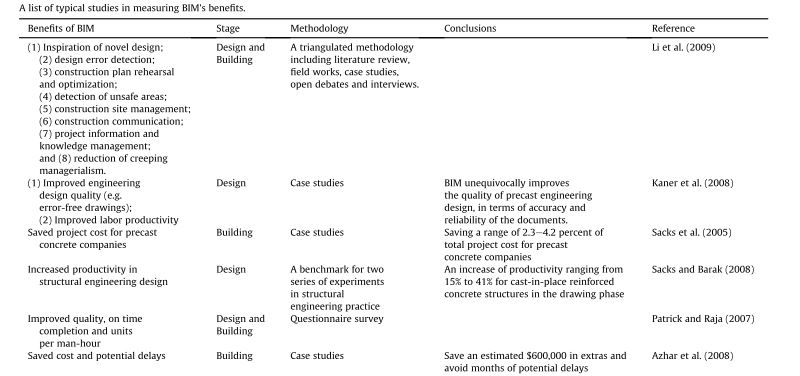 A list of typical studies in measuring BIM's benefits.
Benefits of BIM Stage Methodology Conclusions Reference
(1) Inspiration of novel design; Design and A triangulated methodology Li et al. (2009)
(2) design error detection; Building including literature review,
(3) construction plan rehearsal field works, case studies,
and optimization; open debates and interviews.
(4) detection of unsafe areas;
(5) construction site management;
(6) construction communication;
(7) project information and
knowledge management;
and (8) reduction of creeping
managerialism.
(1) Improved engineering Design Case studies BIM unequivocally improves Kaner et al. (2008)
design quality (e.g. the quality of precast engineering
error-free drawings); design, in terms of accuracy and
(2) Improved labor productivity reliability of the documents.
Saved project cost for precast Building Case studies Saving a range of 2.3–4.2 percent of Sacks et al. (2005)
concrete companies total project cost for precast
concrete companies
Increased productivity in Design A benchmark for two An increase of productivity ranging from Sacks and Barak (2008)
structural engineering design series of experiments 15% to 41% for cast-in-place reinforced
in structural concrete structures in the drawing phase
engineering practice
Improved quality, on time Design and Questionnaire survey Patrick and Raja (2007)
completion and units Building
per man-hour
Saved cost and potential delays Building Case studies Save an estimated $600,000 in extras and Azhar et al. (2008)
avoid months of potential delays